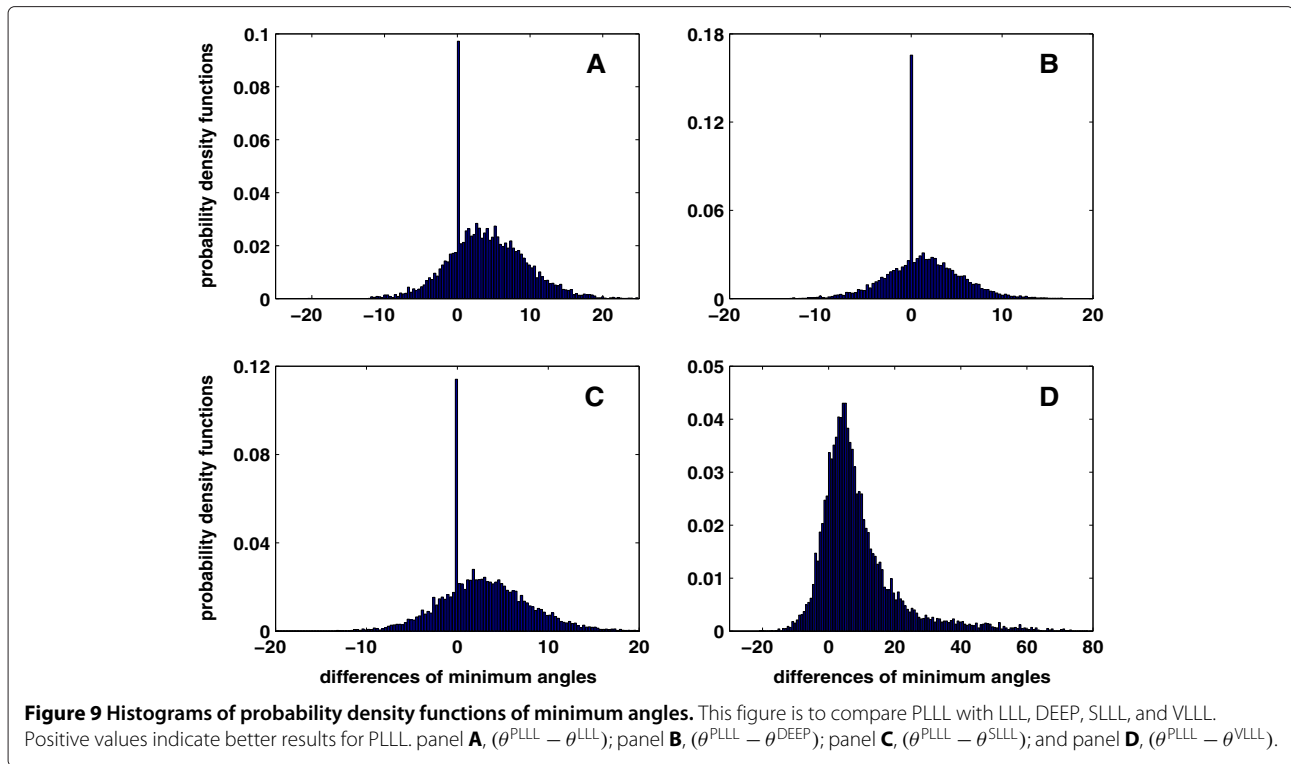 0.1
0.08
0.06
0.04
0.02
0
−20 −10 0 10 20
probability density functions
A
0.18
0.12
0.06
0
−20 −10 0 10 20
B
0.12
0.08
0.04
0
−20 −10 0 10 20
probability density functions
differences of minimum angles
C
0.05
0.04
0.03
0.02
0.01
0
−20 0 20 40 60 80
differences of minimum angles
D
Figure 9 Histograms of probability density functions of minimum angles. This figure is to compare PLLL with LLL, DEEP, SLLL, and VLLL.
Positive values indicate better results for PLLL. panel A, (θ^PLLL − θ^LLL); panel B, (θ^PLLL − θ^DEEP); panel C, (θ^PLLL − θ^SLLL); and panel D, (θ^PLLL − θ^VLLL).